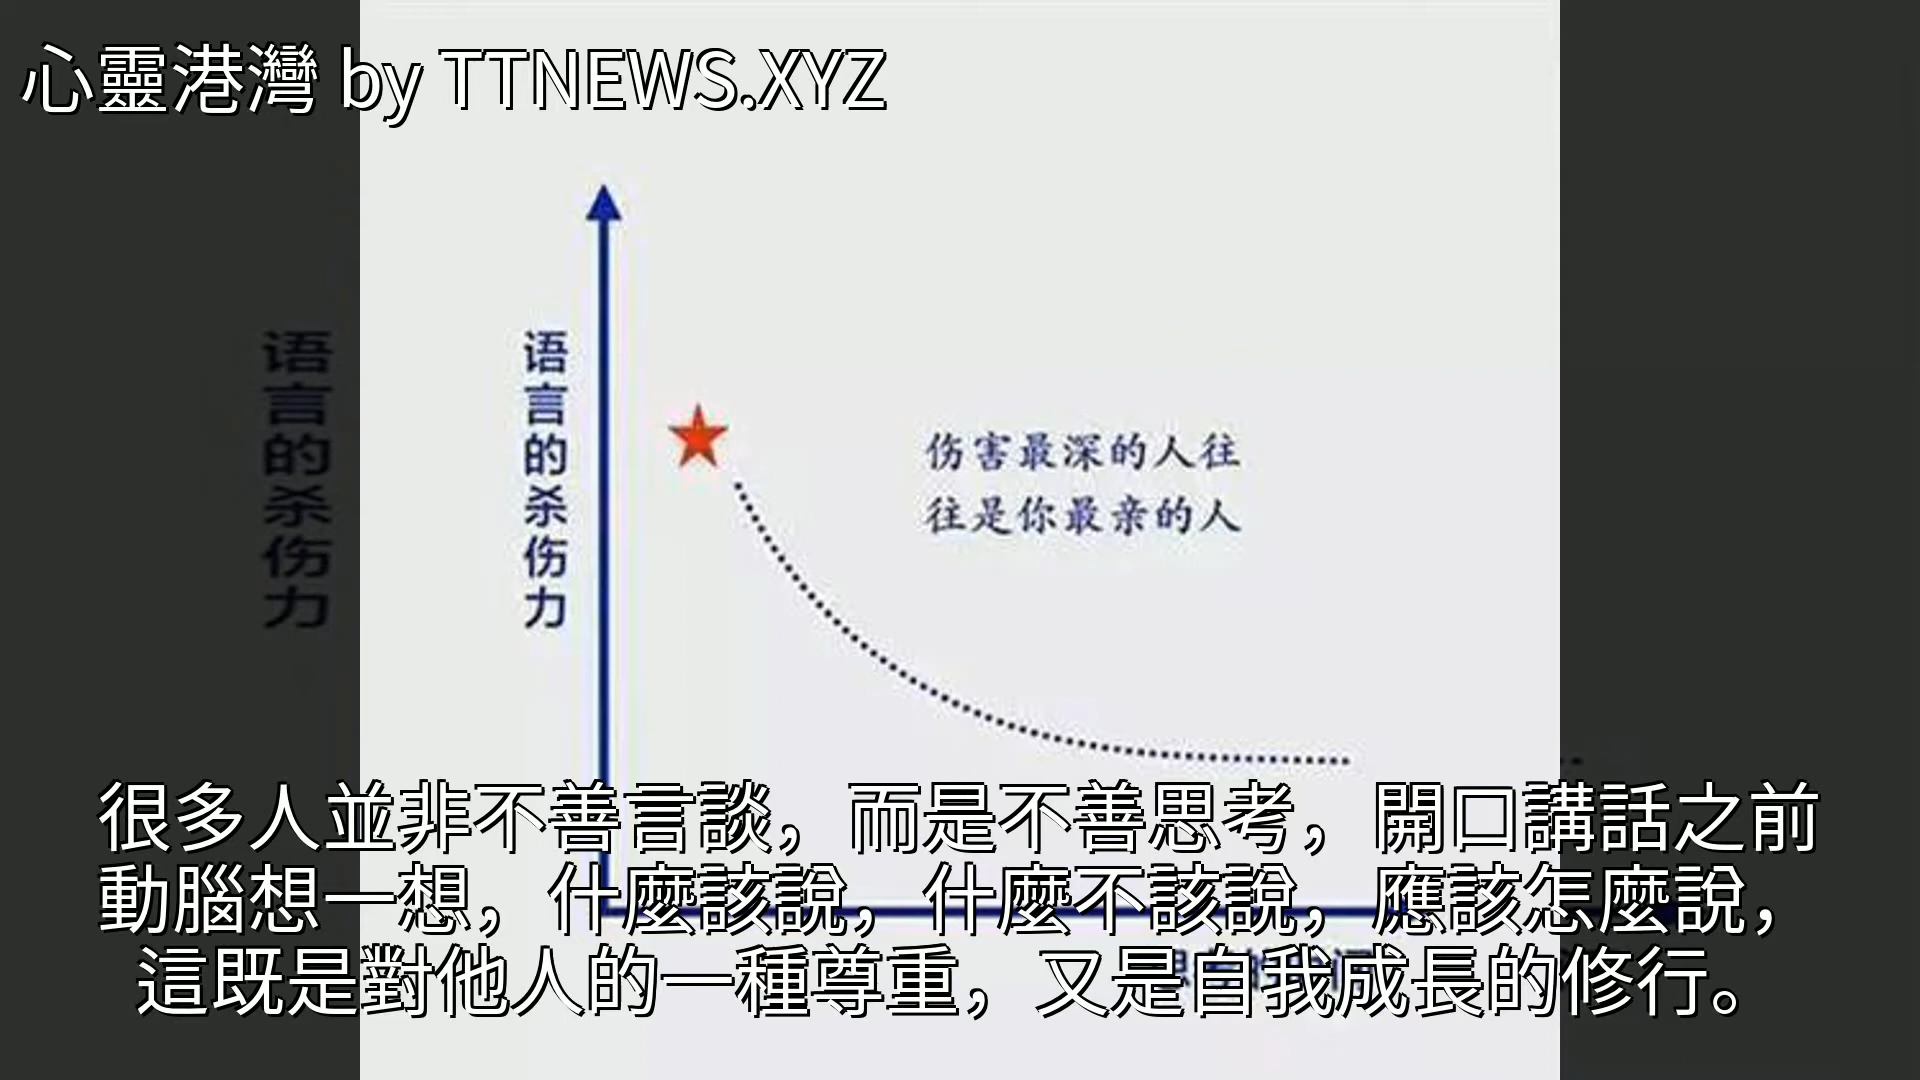 心靈港灣 by TTNEWS.XYZ
语言的杀伤力
语言的杀伤力
伤害最深的人往
往是你最亲的人
很多人並非不善言談，而是不善思考，開口講話之前
動腦想一想，什麼該說，什麼不該說，應該怎麼說，
這既是對他人的一種尊重，又是自我成長的修行。